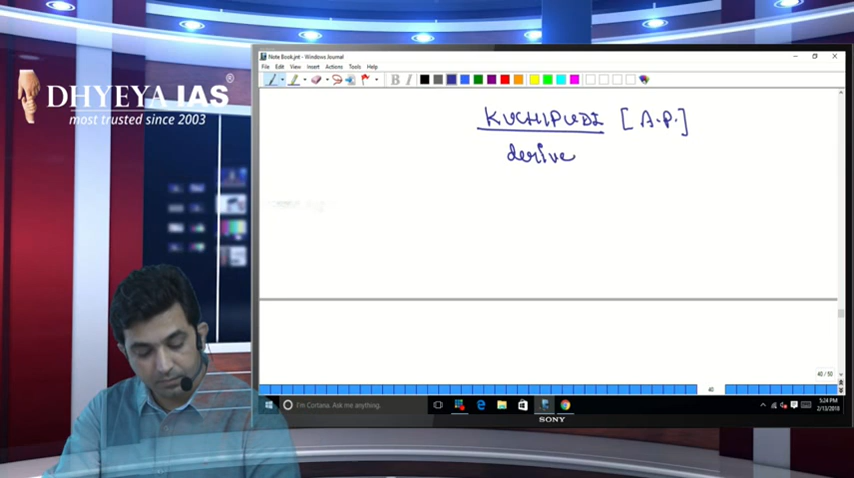 DHYEYA IAS®
most trusted since 2003
Note Book.jnt - Windows Journal
File Edit View Insert Actions Tools Help
B I
KUCHIPUDI [A.P.]
derive
40 / 50
40
I'm Cortana. Ask me anything.
5:24 PM
2/13/2018
SONY